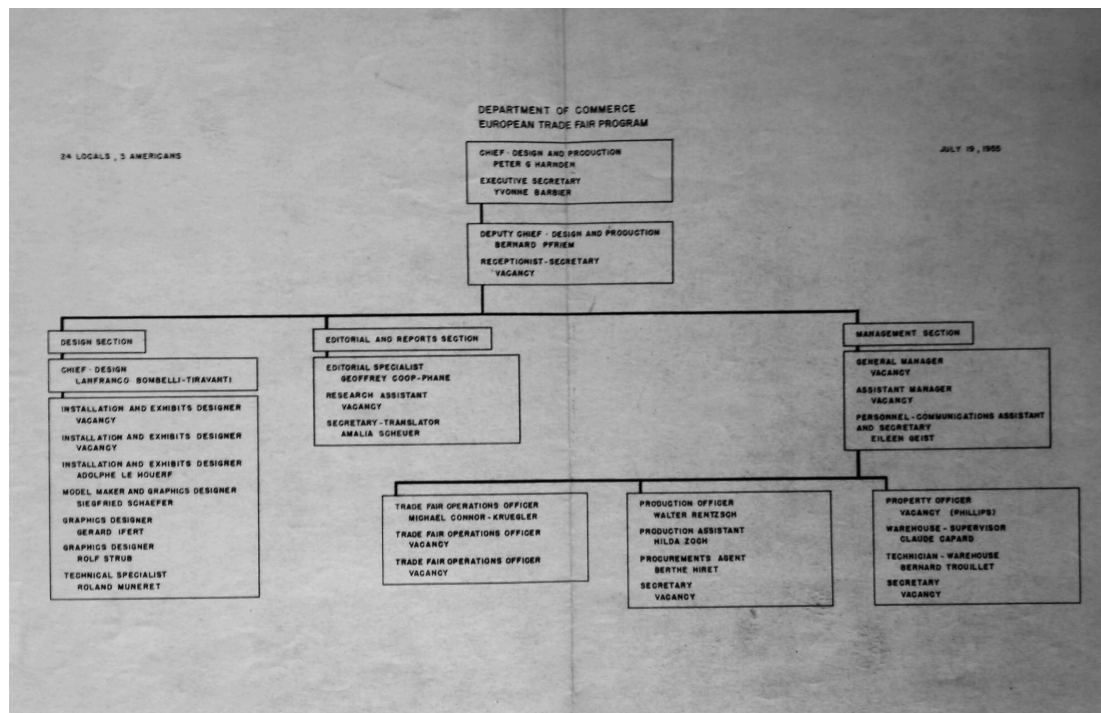 DEPARTMENT OF COMMERCE
EUROPEAN TRADE FAIR PROGRAM
24 LOCALS, 5 AMERICANS
JULY 19, 1955
CHIEF - DESIGN AND PRODUCTION
PETER G HARNDEN
EXECUTIVE SECRETARY
YVONNE BARBIER
DEPUTY CHIEF - DESIGN AND PRODUCTION
BERNARD PFRIEM
RECEPTIONIST-SECRETARY
VACANCY
DESIGN SECTION
CHIEF - DESIGN
LANFRANCO BOMBELLI-TIRAVANTI
INSTALLATION AND EXHIBITS DESIGNER
VACANCY
INSTALLATION AND EXHIBITS DESIGNER
VACANCY
INSTALLATION AND EXHIBITS DESIGNER
ADOLPHE LE HOUERF
MODEL MAKER AND GRAPHICS DESIGNER
SIEGFRIED SCHAEFER
GRAPHICS DESIGNER
GERARD IFERT
GRAPHICS DESIGNER
ROLF STRUB
TECHNICAL SPECIALIST
ROLAND MUNERET
EDITORIAL AND REPORTS SECTION
EDITORIAL SPECIALIST
GEOFFREY COOP-PHANE
RESEARCH ASSISTANT
VACANCY
SECRETARY-TRANSLATOR
AMALIA SCHEUER
MANAGEMENT SECTION
GENERAL MANAGER
VACANCY
ASSISTANT MANAGER
VACANCY
PERSONNEL-COMMUNICATIONS ASSISTANT
AND SECRETARY
EILEEN GEIST
TRADE FAIR OPERATIONS OFFICER
MICHAEL CONNOR-KRUEGLER
TRADE FAIR OPERATIONS OFFICER
VACANCY
TRADE FAIR OPERATIONS OFFICER
VACANCY
PRODUCTION OFFICER
WALTER RENTZSCH
PRODUCTION ASSISTANT
HILDA ZOCH
PROCUREMENTS AGENT
BERTHE HIRET
SECRETARY
VACANCY
PROPERTY OFFICER
VACANCY (PHILLIPS)
WAREHOUSE-SUPERVISOR
CLAUDE CAPARD
TECHNICIAN-WAREHOUSE
BERNARD TROUILLET
SECRETARY
VACANCY